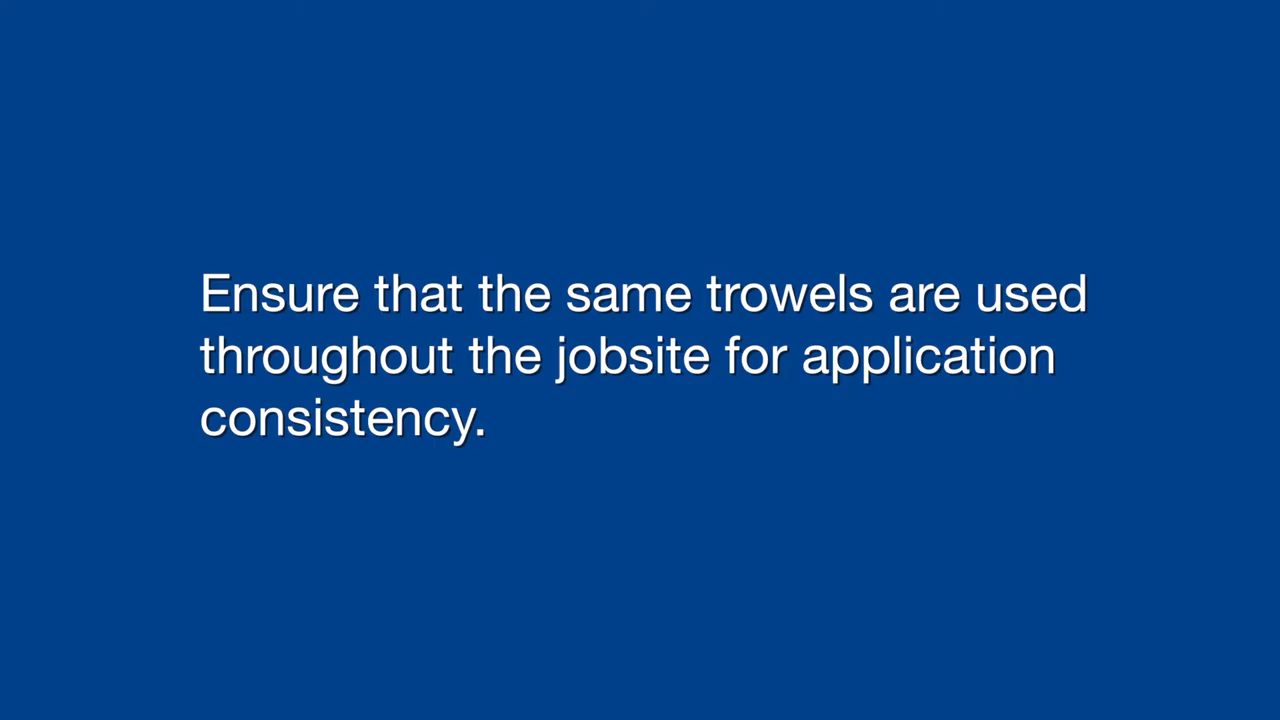 Ensure that the same trowels are used
throughout the jobsite for application
consistency.